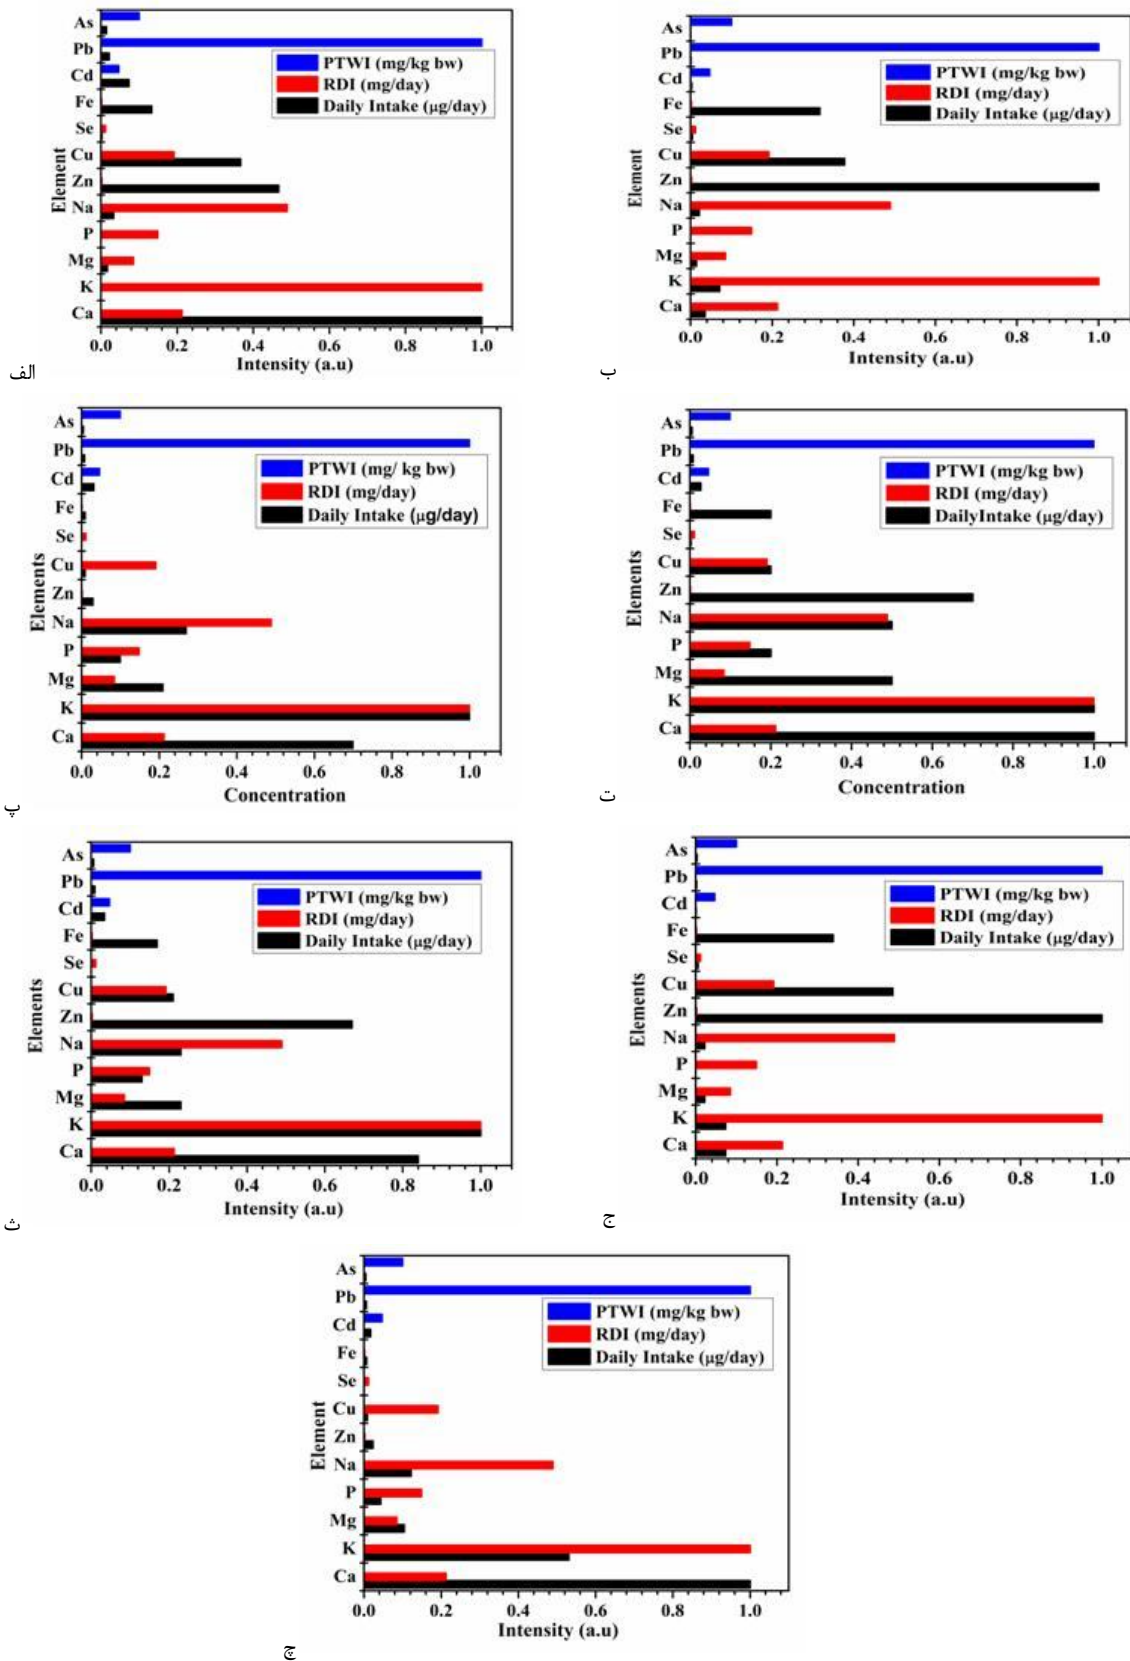 As
Pb
Cd
Fe
Se
Cu
Zn
Na
P
Mg
K
Ca
Element
PTWI (mg/kg bw)
RDI (mg/day)
Daily Intake (μg/day)
0.0 0.2 0.4 0.6 0.8 1.0
Intensity (a.u)
الف
As
Pb
Cd
Fe
Se
Cu
Zn
Na
P
Mg
K
Ca
Element
PTWI (mg/kg bw)
RDI (mg/day)
Daily Intake (μg/day)
0.0 0.2 0.4 0.6 0.8 1.0
Intensity (a.u)
ب
As
Pb
Cd
Fe
Se
Cu
Zn
Na
P
Mg
K
Ca
Elements
PTWI (mg/ kg bw)
RDI (mg/day)
Daily Intake (μg/day)
0.0 0.2 0.4 0.6 0.8 1.0
Concentration
پ
As
Pb
Cd
Fe
Se
Cu
Zn
Na
P
Mg
K
Ca
Elements
PTWI (mg/kg bw)
RDI (mg/day)
DailyIntake (μg/day)
0.0 0.2 0.4 0.6 0.8 1.0
Concentration
ت
As
Pb
Cd
Fe
Se
Cu
Zn
Na
P
Mg
K
Ca
Elements
PTWI (mg/kg bw)
RDI (mg/day)
Daily Intake (μg/day)
0.0 0.2 0.4 0.6 0.8 1.0
Intensity (a.u)
ث
As
Pb
Cd
Fe
Se
Cu
Zn
Na
P
Mg
K
Ca
Elements
PTWI (mg/kg bw)
RDI (mg/day)
Daily Intake (μg/day)
0.0 0.2 0.4 0.6 0.8 1.0
Intensity (a.u)
ج
As
Pb
Cd
Fe
Se
Cu
Zn
Na
P
Mg
K
Ca
Element
PTWI (mg/kg bw)
RDI (mg/day)
Daily Intake (μg/day)
0.0 0.2 0.4 0.6 0.8 1.0
Intensity (a.u)
چ